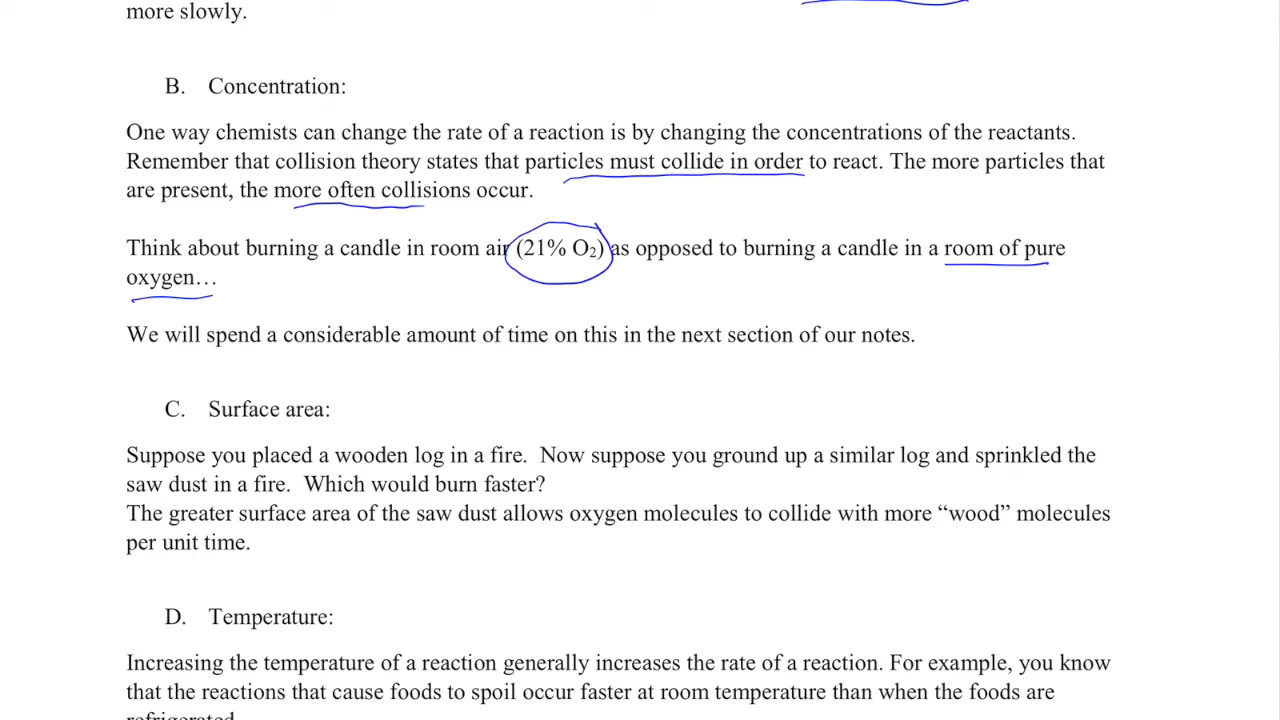 more slowly.
B. Concentration:
One way chemists can change the rate of a reaction is by changing the concentrations of the reactants.
Remember that collision theory states that particles must collide in order to react. The more particles that
are present, the more often collisions occur.
Think about burning a candle in room air (21% O₂) as opposed to burning a candle in a room of pure
oxygen…
We will spend a considerable amount of time on this in the next section of our notes.
C. Surface area:
Suppose you placed a wooden log in a fire.  Now suppose you ground up a similar log and sprinkled the
saw dust in a fire.  Which would burn faster?
The greater surface area of the saw dust allows oxygen molecules to collide with more “wood” molecules
per unit time.
D. Temperature:
Increasing the temperature of a reaction generally increases the rate of a reaction. For example, you know
that the reactions that cause foods to spoil occur faster at room temperature than when the foods are
refrigerated